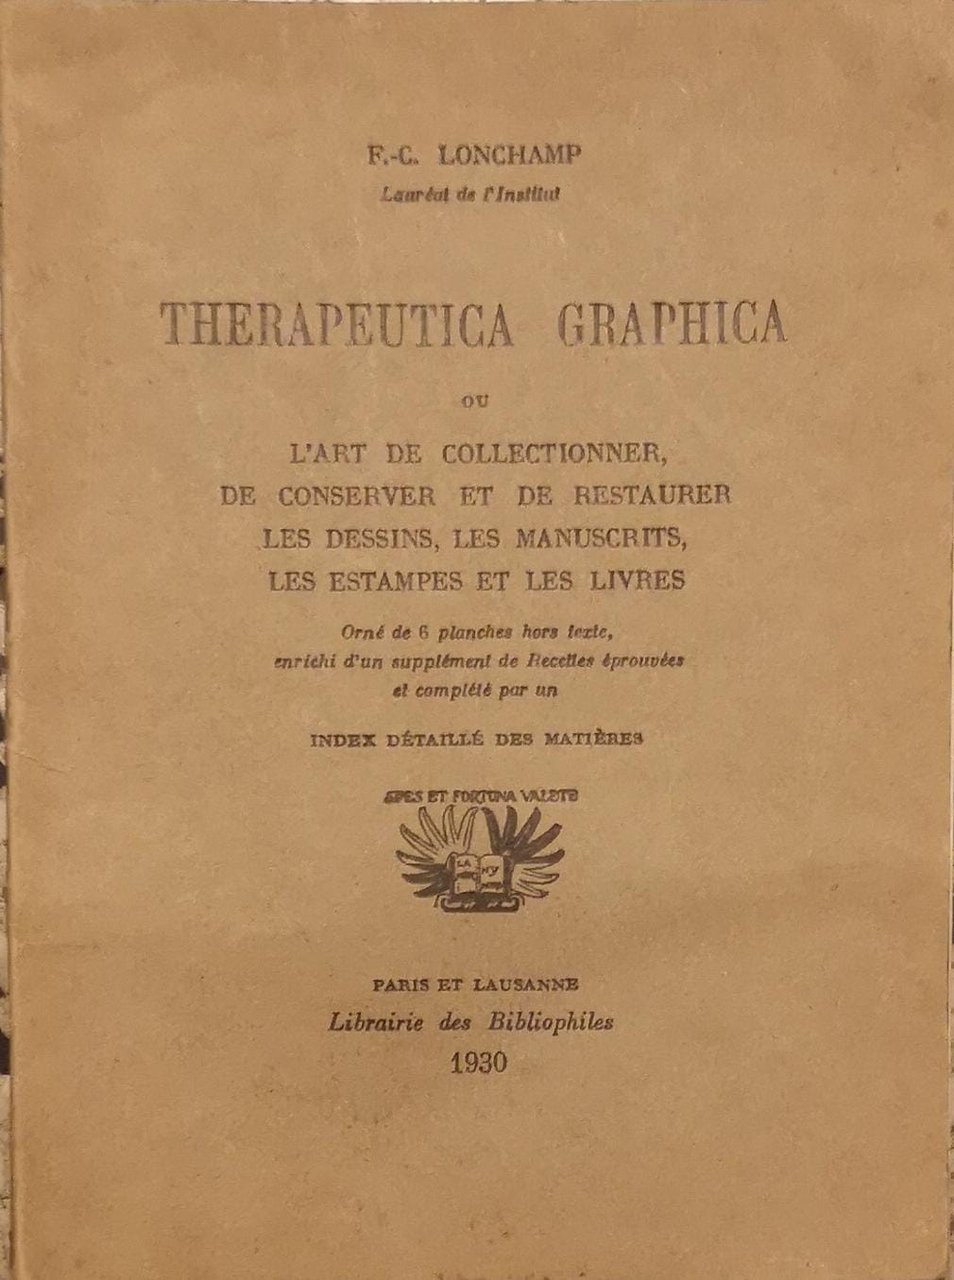 F.-C. LONCHAMP
Lauréat de l'Institut
THERAPEUTICA GRAPHICA
OU
L'ART DE COLLECTIONNER,
DE CONSERVER ET DE RESTAURER
LES DESSINS, LES MANUSCRITS,
LES ESTAMPES ET LES LIVRES
Orné de 6 planches hors texte,
enrichi d'un supplément de Recettes éprouvées
et complété par un
INDEX DÉTAILLÉ DES MATIÈRES
SPES ET FORTUNA VALETE
LA NY
PARIS ET LAUSANNE
Librairie des Bibliophiles
1930